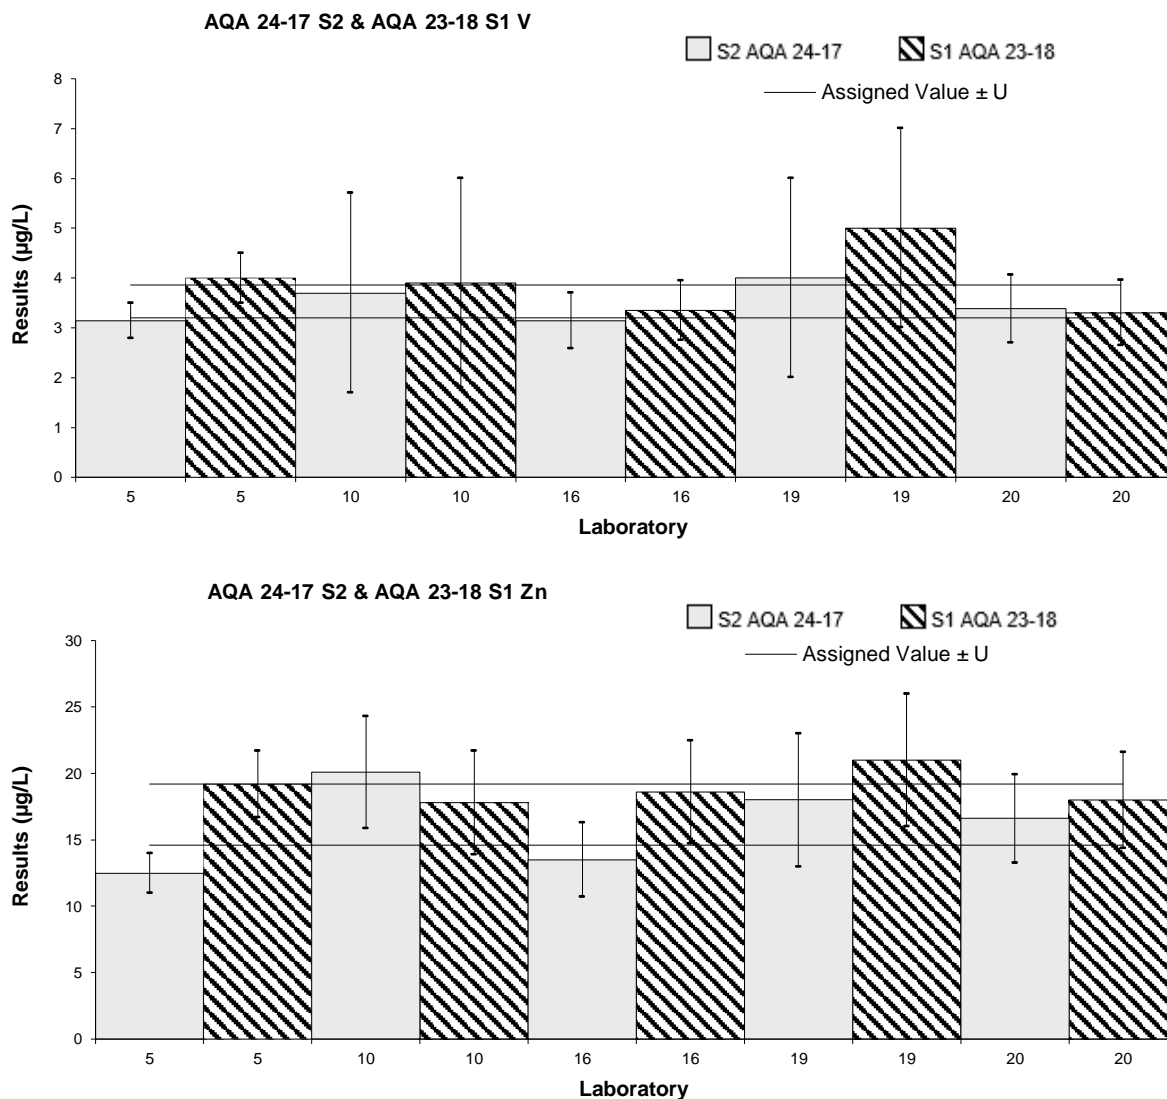 AQA 24-17 S2 & AQA 23-18 S1 V
S2 AQA 24-17 S1 AQA 23-18
Assigned Value ± U
8
7
6
5
4
3
2
1
0
Results (µg/L)
5 5 10 10 16 16 19 19 20 20
Laboratory
AQA 24-17 S2 & AQA 23-18 S1 Zn
S2 AQA 24-17 S1 AQA 23-18
Assigned Value ± U
30
25
20
15
10
5
0
Results (µg/L)
5 5 10 10 16 16 19 19 20 20
Laboratory